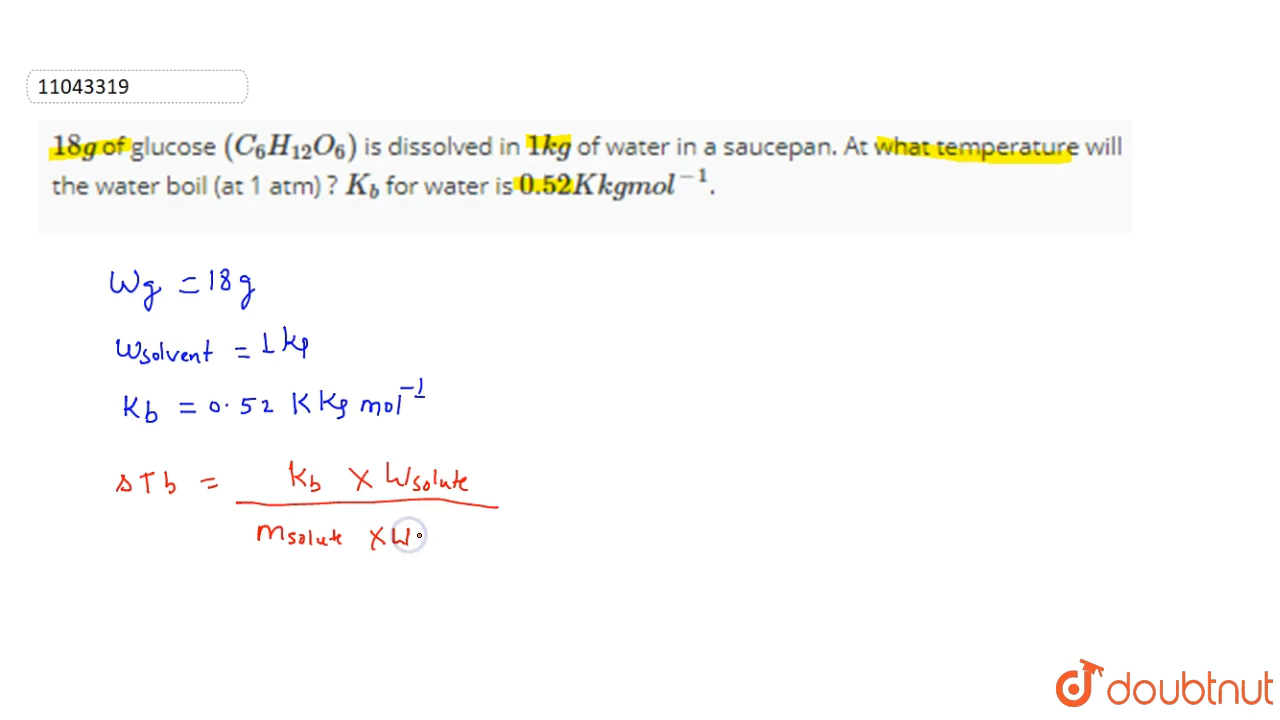 11043319
18g of glucose (C₆H₁₂O₆) is dissolved in 1kg of water in a saucepan. At what temperature will
the water boil (at 1 atm) ? K_b for water is 0.52Kkgmol⁻¹.
Wg = 18g
Wsolvent = 1 kg
Kb = 0.52 K Kg mol⁻¹
ΔTb = Kb × Wsolute
msolute × W
doubtnut